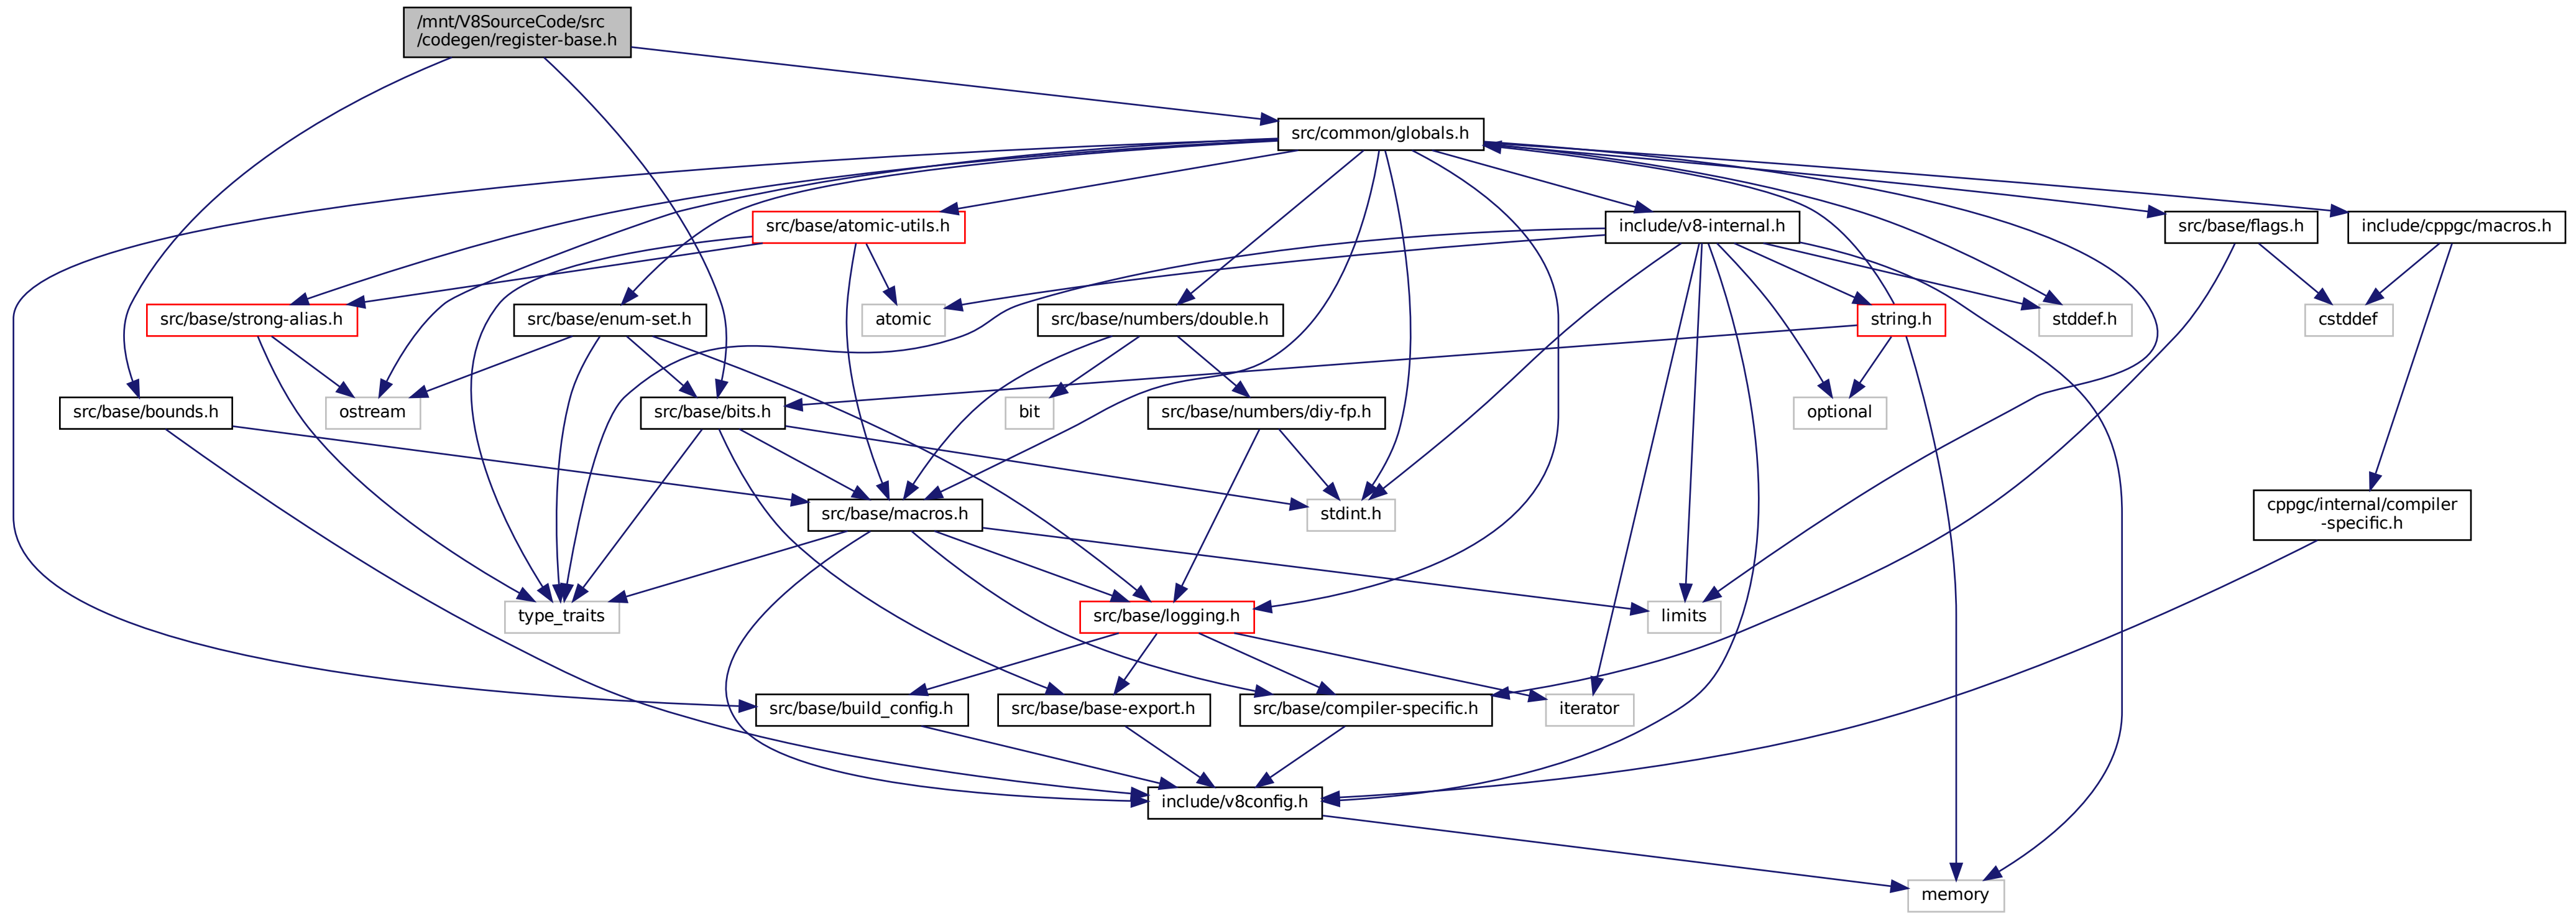 /mnt/V8SourceCode/src
/codegen/register-base.h
src/common/globals.h
src/base/atomic-utils.h
include/v8-internal.h
src/base/flags.h
include/cppgc/macros.h
src/base/strong-alias.h
src/base/enum-set.h
atomic
src/base/numbers/double.h
string.h
stddef.h
cstddef
src/base/bounds.h
ostream
src/base/bits.h
bit
src/base/numbers/diy-fp.h
optional
src/base/macros.h
stdint.h
cppgc/internal/compiler
-specific.h
type_traits
src/base/logging.h
limits
src/base/build_config.h
src/base/base-export.h
src/base/compiler-specific.h
iterator
include/v8config.h
memory